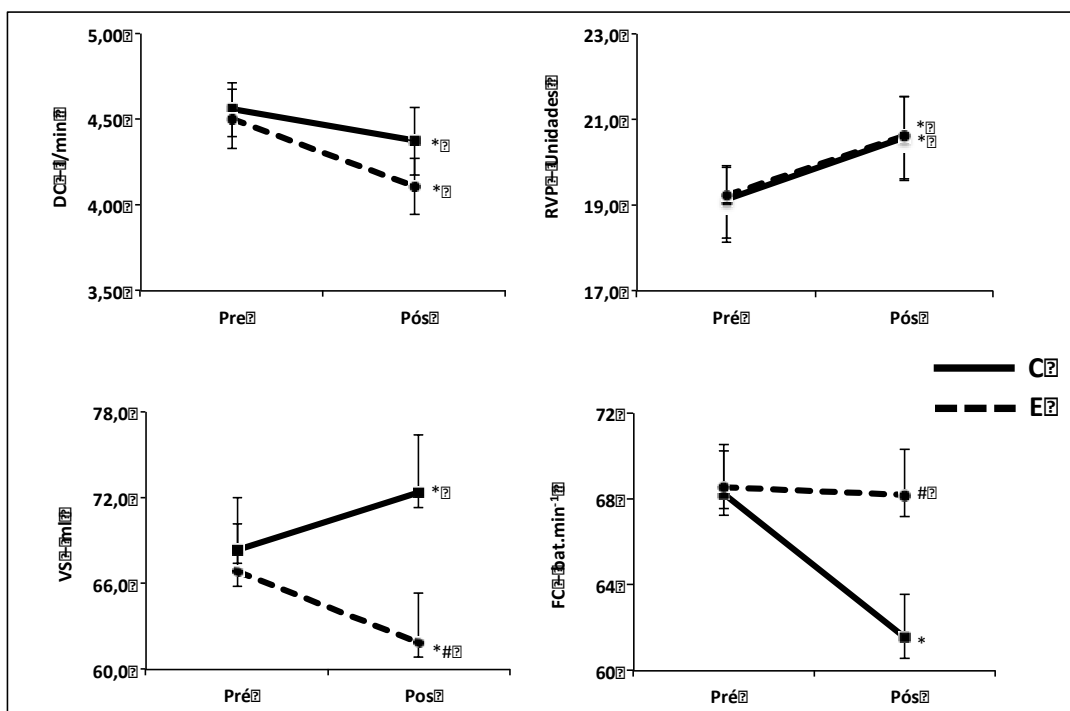 5,00
4,50
4,00
3,50
DC – l/min
Pre Pós
*
*
23,0
21,0
19,0
17,0
RVP – Unidades
Pré Pós
*
*
C
E
78,0
72,0
66,0
60,0
VS – ml
Pré Pos
*
*#
72
68
64
60
FC – bat.min⁻¹
Pré Pós
#
*